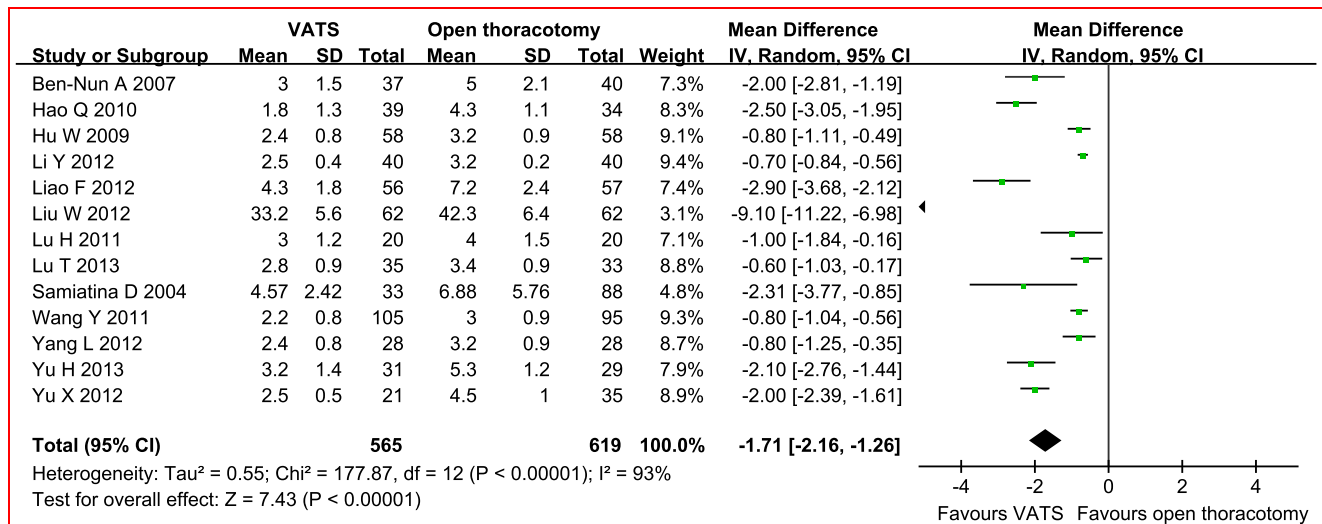 VATS Open thoracotomy Mean Difference Mean Difference
Study or Subgroup Mean SD Total Mean SD Total Weight IV, Random, 95% CI IV, Random, 95% CI
Ben-Nun A 2007 3 1.5 37 5 2.1 40 7.3% -2.00 [-2.81, -1.19]
Hao Q 2010 1.8 1.3 39 4.3 1.1 34 8.3% -2.50 [-3.05, -1.95]
Hu W 2009 2.4 0.8 58 3.2 0.9 58 9.1% -0.80 [-1.11, -0.49]
Li Y 2012 2.5 0.4 40 3.2 0.2 40 9.4% -0.70 [-0.84, -0.56]
Liao F 2012 4.3 1.8 56 7.2 2.4 57 7.4% -2.90 [-3.68, -2.12]
Liu W 2012 33.2 5.6 62 42.3 6.4 62 3.1% -9.10 [-11.22, -6.98]
Lu H 2011 3 1.2 20 4 1.5 20 7.1% -1.00 [-1.84, -0.16]
Lu T 2013 2.8 0.9 35 3.4 0.9 33 8.8% -0.60 [-1.03, -0.17]
Samiatina D 2004 4.57 2.42 33 6.88 5.76 88 4.8% -2.31 [-3.77, -0.85]
Wang Y 2011 2.2 0.8 105 3 0.9 95 9.3% -0.80 [-1.04, -0.56]
Yang L 2012 2.4 0.8 28 3.2 0.9 28 8.7% -0.80 [-1.25, -0.35]
Yu H 2013 3.2 1.4 31 5.3 1.2 29 7.9% -2.10 [-2.76, -1.44]
Yu X 2012 2.5 0.5 21 4.5 1 35 8.9% -2.00 [-2.39, -1.61]
Total (95% CI) 565 619 100.0% -1.71 [-2.16, -1.26]
Heterogeneity: Tau² = 0.55; Chi² = 177.87, df = 12 (P < 0.00001); I² = 93%
Test for overall effect: Z = 7.43 (P < 0.00001)
-4 -2 0 2 4
Favours VATS Favours open thoracotomy